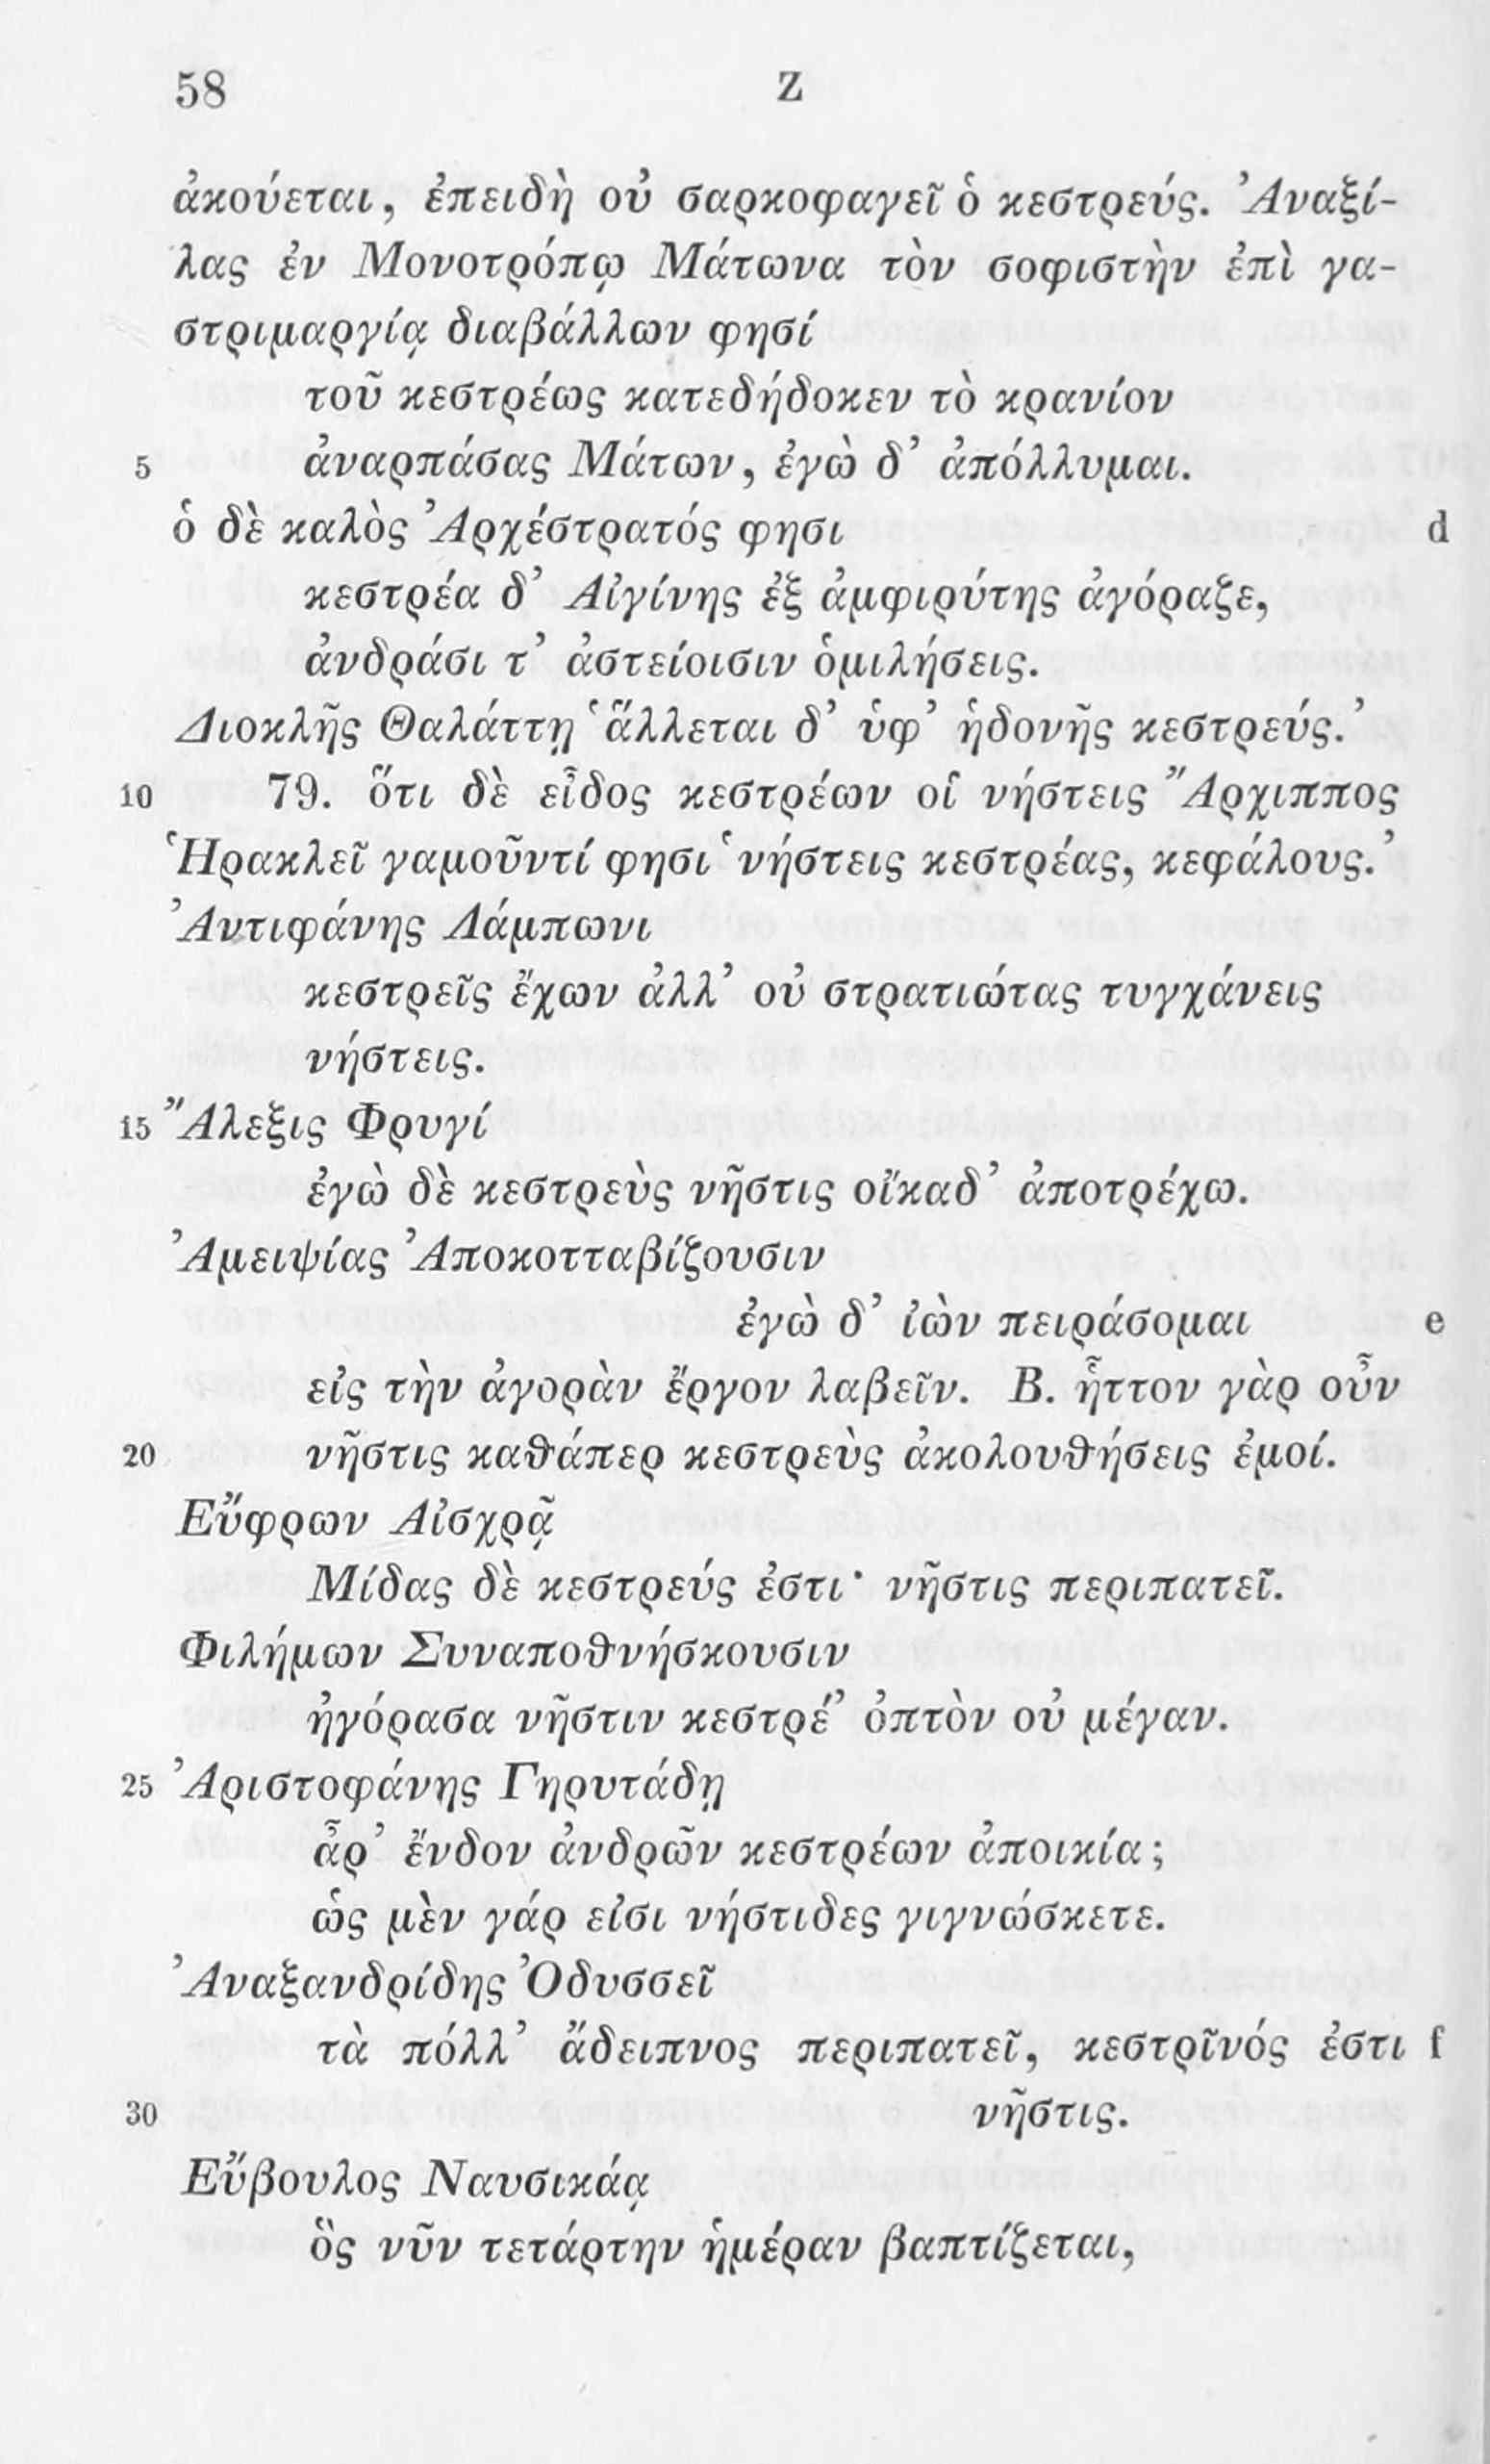 58 Z
ἀκούεται, ἐπειδὴ οὐ σαρκοφαγεῖ ὁ κεστρεύς. Ἀναξί-
λας ἐν Μονοτρόπῳ Μάτωνα τὸν σοφιστὴν ἐπὶ γα-
στριμαργίᾳ διαβάλλων φησί
τοῦ κεστρέως κατεδήδοκεν τὸ κρανίον
5 ἀναρπάσας Μάτων, ἐγὼ δ’ ἀπόλλυμαι.
ὁ δὲ καλὸς Ἀρχέστρατός φησι d
κεστρέα δ’ Αἰγίνης ἐξ ἀμφιρύτης ἀγόραζε,
ἀνδράσι τ’ ἀστείοισιν ὁμιλήσεις.
Διοκλῆς Θαλάττῃ ‘ἅλλεται δ’ ὑφ’ ἡδονῆς κεστρεύς.’
10 79. ὅτι δὲ εἶδος κεστρέων οἱ νήστεις Ἄρχιππος
Ἡρακλεῖ γαμοῦντί φησι ‘νήστεις κεστρέας, κεφάλους.’
Ἀντιφάνης Λάμπωνι
κεστρεῖς ἔχων ἀλλ’ οὐ στρατιώτας τυγχάνεις
νήστεις.
15 Ἄλεξις Φρυγί
ἐγὼ δὲ κεστρεὺς νῆστις οἴκαδ’ ἀποτρέχω.
Ἀμειψίας Ἀποκοτταβίζουσιν
ἐγὼ δ’ ἰὼν πειράσομαι e
εἰς τὴν ἀγορὰν ἔργον λαβεῖν. Β. ἧττον γὰρ οὖν
20 νῆστις καθάπερ κεστρεὺς ἀκολουθήσεις ἐμοί.
Εὔφρων Αἰσχρᾷ
Μίδας δὲ κεστρεύς ἐστι· νῆστις περιπατεῖ.
Φιλήμων Συναποθνήσκουσιν
ἠγόρασα νῆστιν κεστρέ’ ὀπτὸν οὐ μέγαν.
25 Ἀριστοφάνης Γηρυτάδῃ
ἆρ’ ἔνδον ἀνδρῶν κεστρέων ἀποικία;
ὡς μὲν γάρ εἰσι νήστιδες γιγνώσκετε.
Ἀναξανδρίδης Ὀδυσσεῖ
τὰ πόλλ’ ἄδειπνος περιπατεῖ, κεστρῖνός ἐστι f
30 νῆστις.
Εὔβουλος Ναυσικάᾳ
ὃς νῦν τετάρτην ἡμέραν βαπτίζεται,